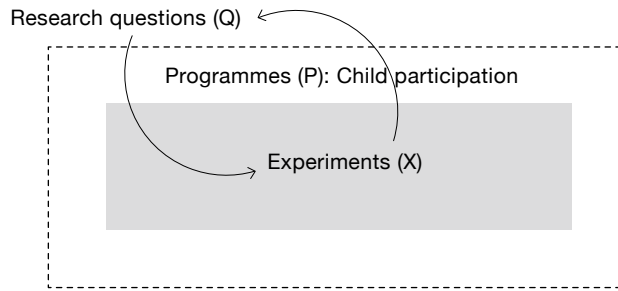 Research questions (Q)
Programmes (P): Child participation
Experiments (X)